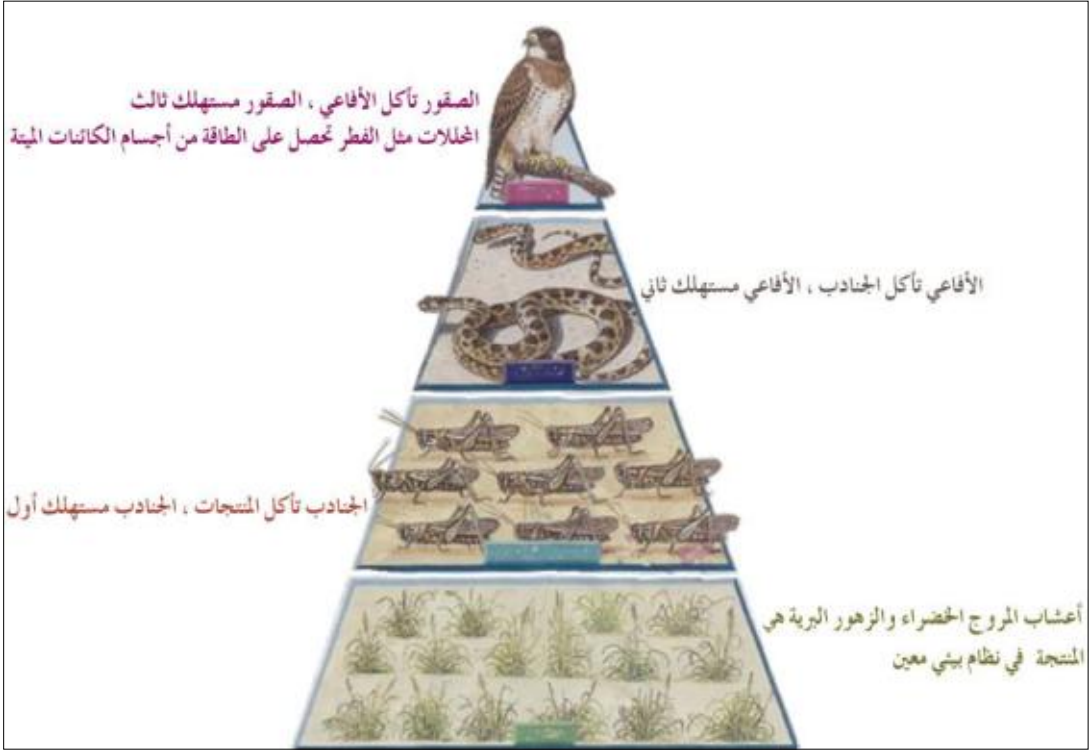 الصقور تأكل الأفاعي ، الصقور مستهلك ثالث
المحللات مثل الفطر تحصل على الطاقة من أجسام الكائنات الميتة
الأفاعي تأكل الجنادب ، الأفاعي مستهلك ثاني
الجنادب تأكل المنتجات ، الجنادب مستهلك أول
أعشاب المروج الخضراء والزهور البرية هي
المنتجة في نظام بيئي معين